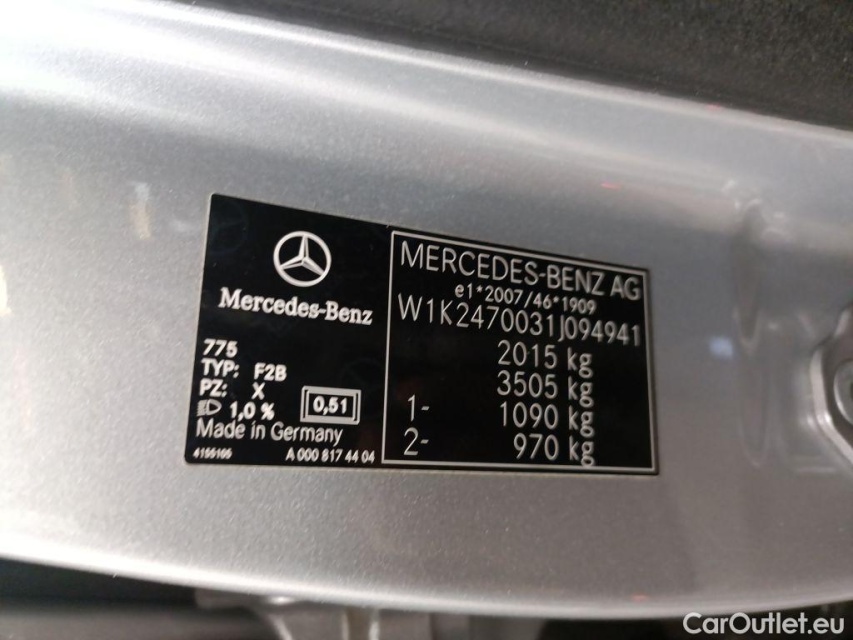 Mercedes-Benz
775
TYP: F2B
PZ: X
1,0 %
0,51
Made in Germany
4155165
A 000 817 44 04
MERCEDES-BENZ AG
e1*2007/46*1909
W1K2470031J094941
2015 kg
3505 kg
1- 1090 kg
2- 970 kg
CarOutlet.eu